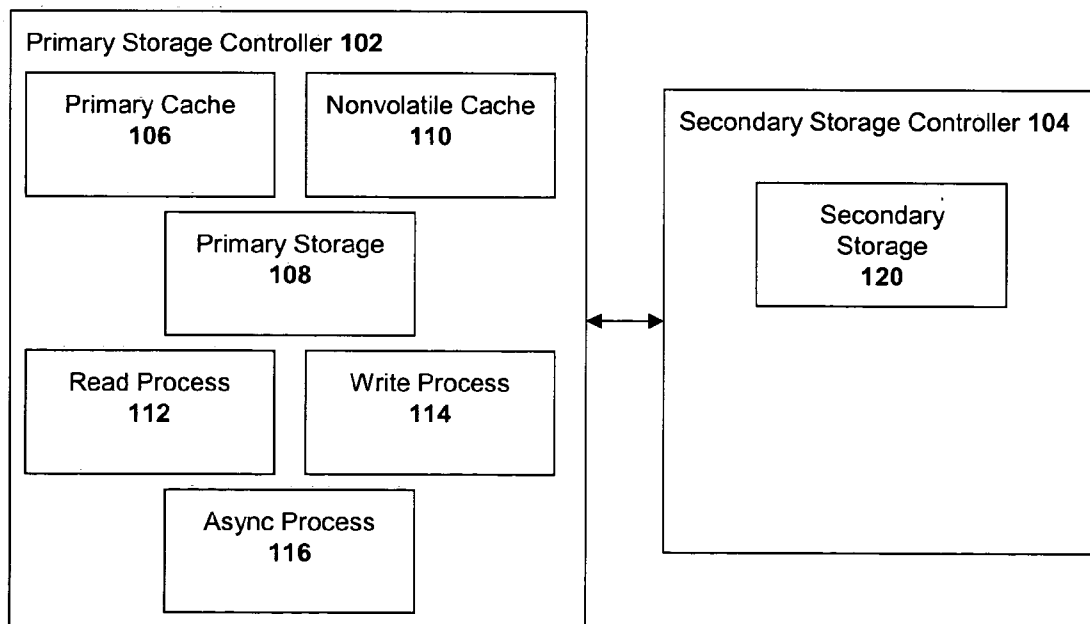 Primary Storage Controller 102
Primary Cache
106
Nonvolatile Cache
110
Primary Storage
108
Read Process
112
Write Process
114
Async Process
116
Secondary Storage Controller 104
Secondary
Storage
120